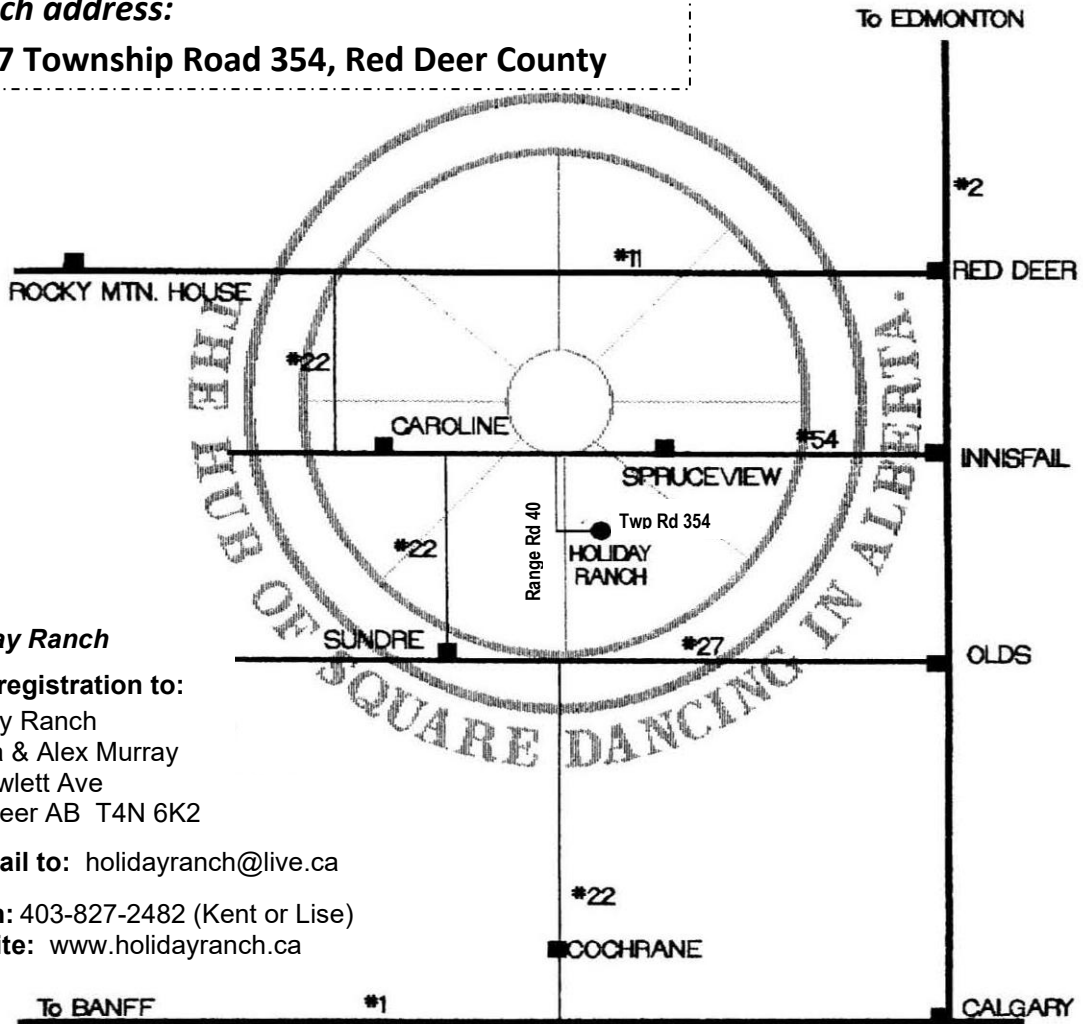 ch address:
7 Township Road 354, Red Deer County
To EDMONTON
#2
#11
RED DEER
ROCKY MTN. HOUSE
#22
CAROLINE
#54
SPRUCEVIEW
INNISFAIL
Range Rd 40
Twp Rd 354
HOLIDAY
RANCH
#22
SUNDRE
#27
OLDS
THE HUB OF SQUARE DANCING IN ALBERTA.
ay Ranch
registration to:
y Ranch
a & Alex Murray
wlett Ave
eer AB T4N 6K2
ail to: holidayranch@live.ca
n: 403-827-2482 (Kent or Lise)
ite: www.holidayranch.ca
#22
COCHRANE
To BANFF
#1
CALGARY